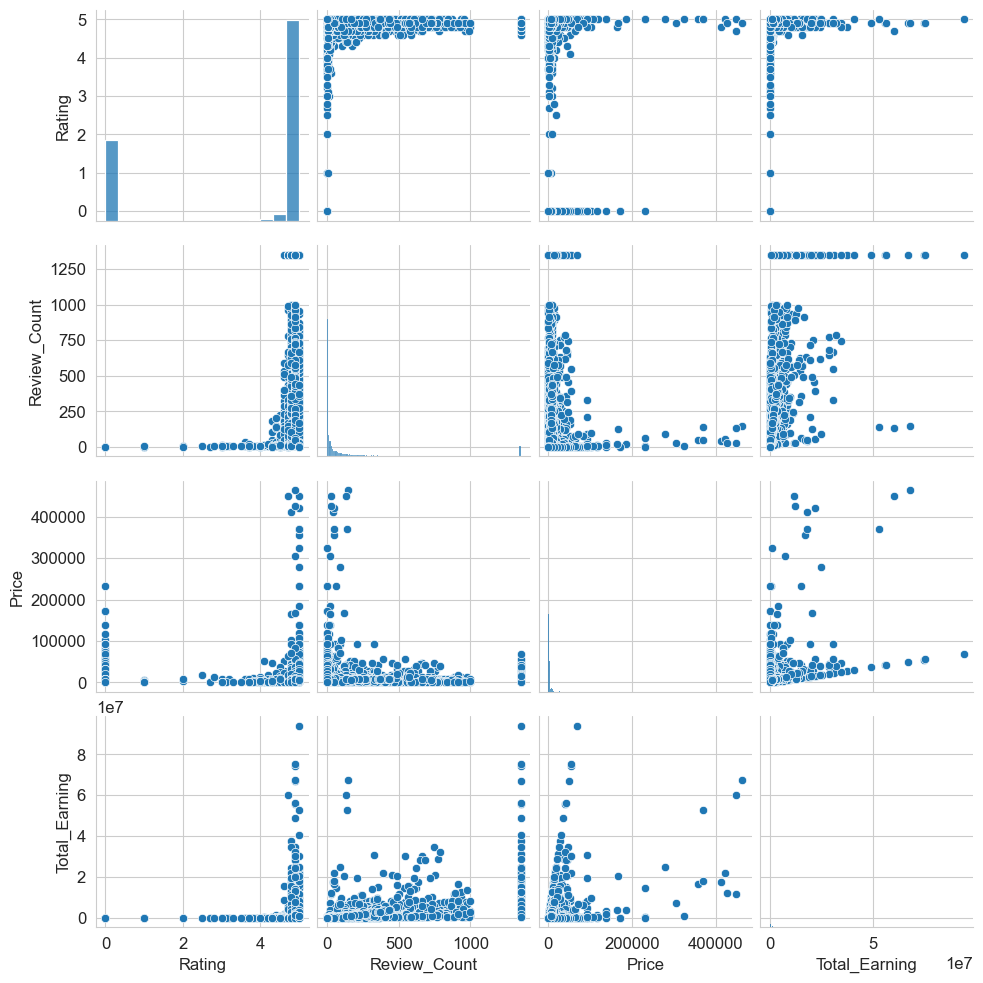 5
4
3
2
1
0
Rating
1250
1000
750
500
250
0
Review_Count
400000
300000
200000
100000
0
Price
1e7
8
6
4
2
0
Total_Earning
0 2 4
0 500 1000
0 200000 400000
0 5
1e7
Rating Review_Count Price Total_Earning